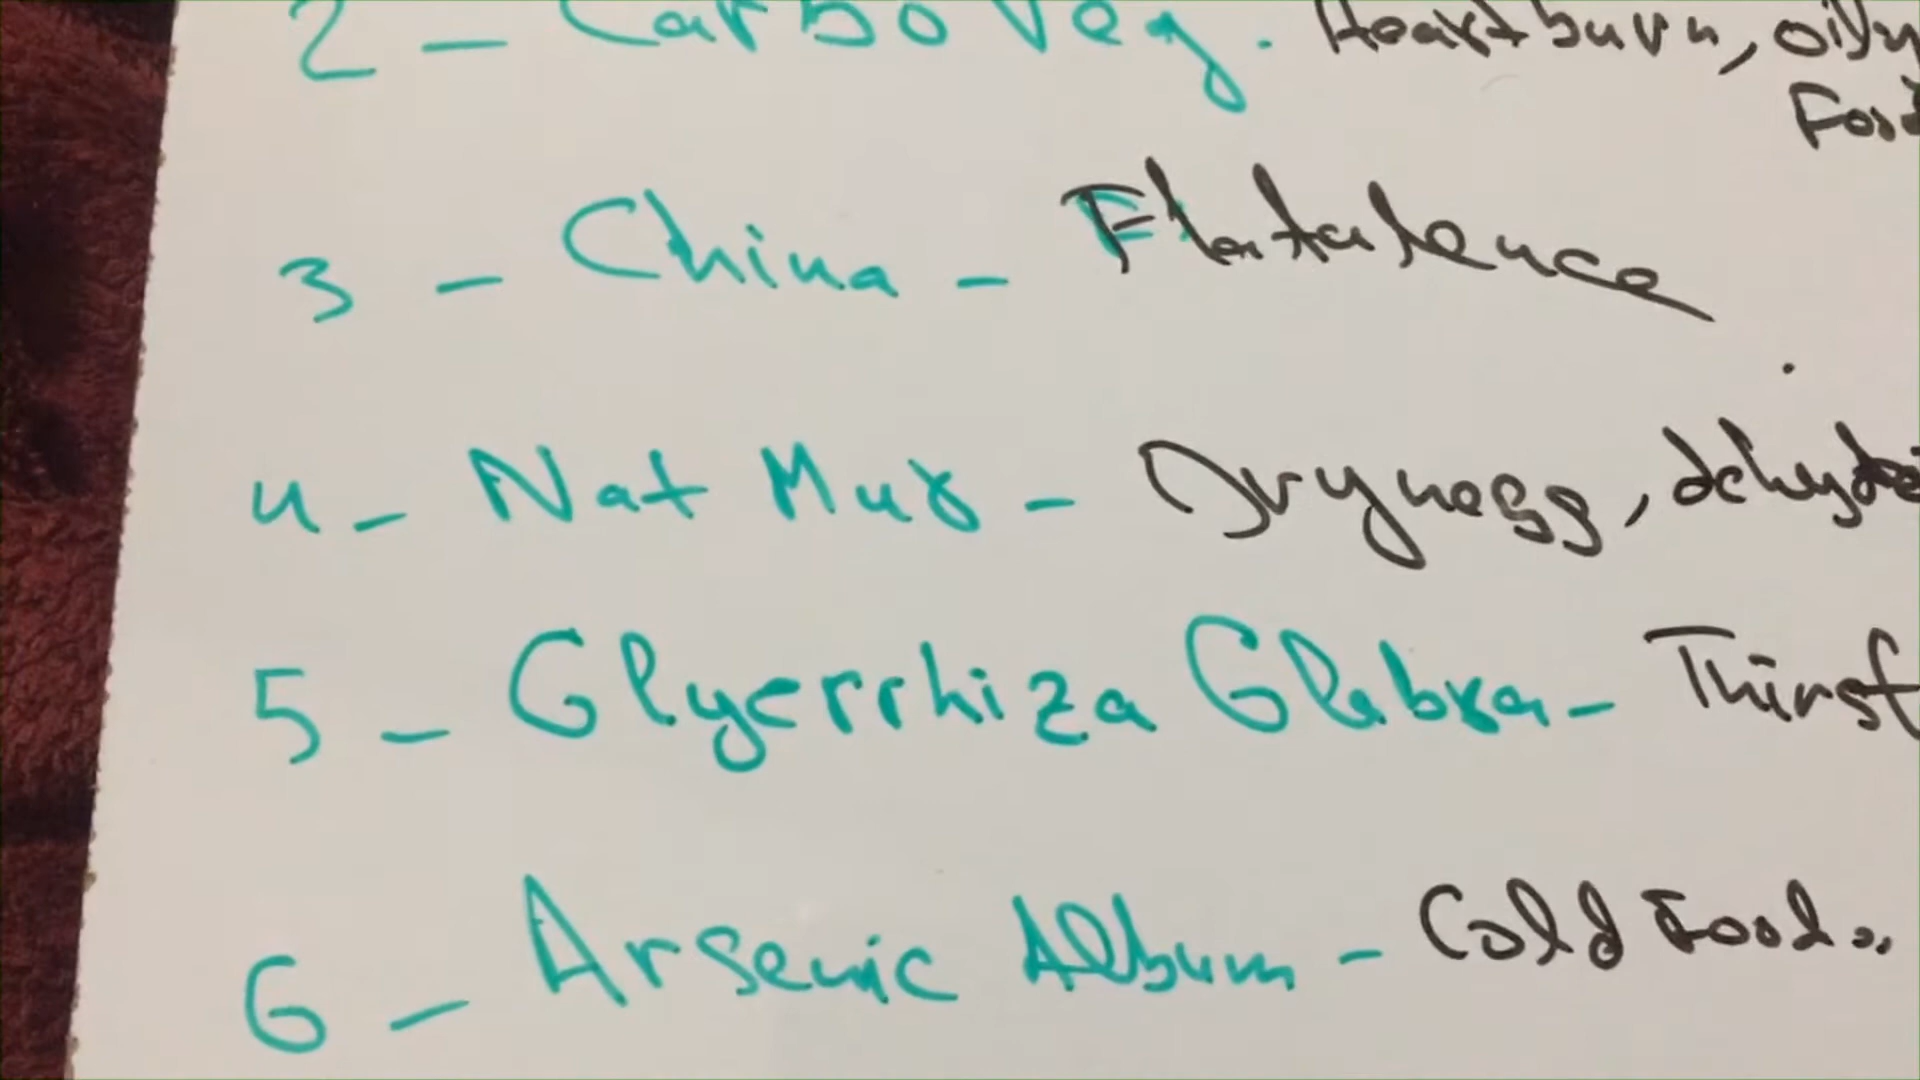 2 - Carbo Veg. Heartburn, oily
Food
3 - China - Flatulence
4 - Nat Mur - Dryness,
5 - Glycrrhiza Glabra - Thirst
6 - Arsenic Album - Cold Food..